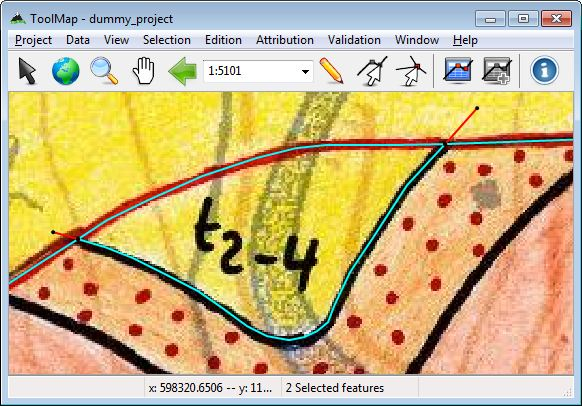 ToolMap - dummy_project
Project Data View Selection Edition Attribution Validation Window Help
1:5101
t2-4
x: 598320.6506 -- y: 11... 2 Selected features